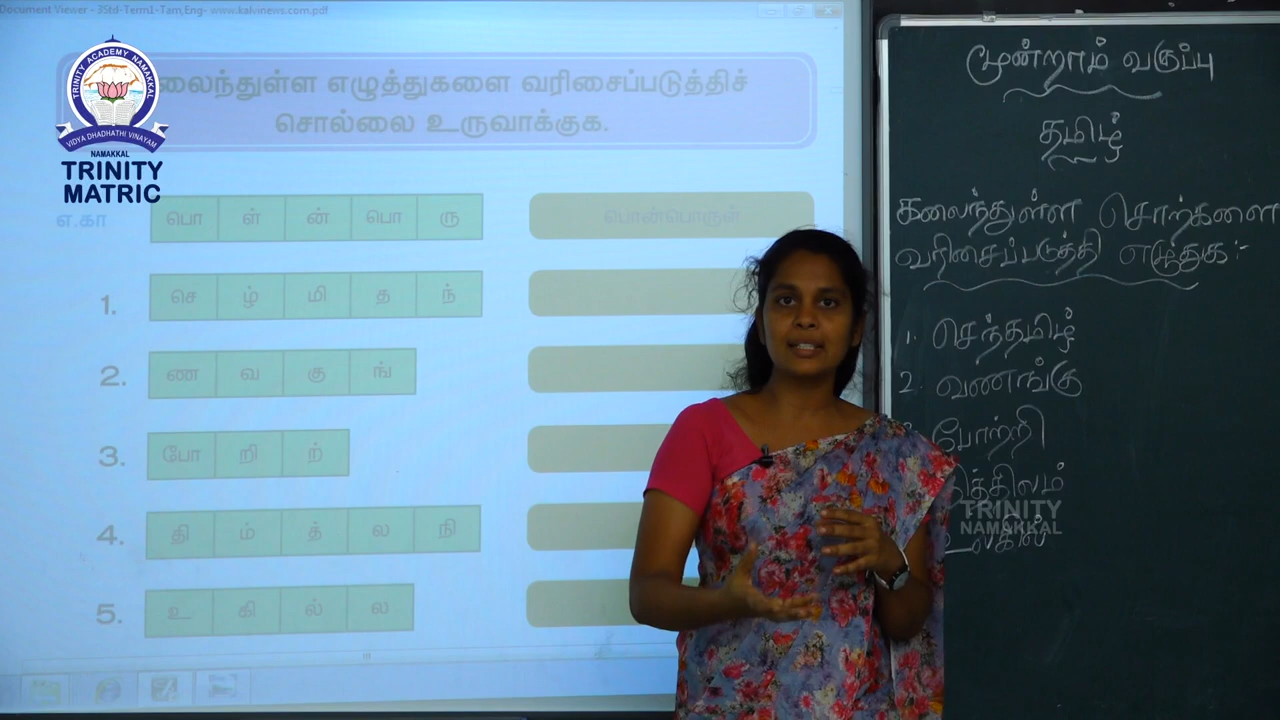 Document Viewer - 3Std-Term1-Tam,Eng- www.kalvinews.com.pdf
TRINITY ACADEMY NAMAKKAL
VIDYA DHADHATHI VINAYAM
NAMAKKAL
TRINITY
MATRIC
லைந்துள்ள எழுத்துகளை வரிசைப்படுத்திச்
சொல்லை உருவாக்குக.
எ.கா பொ ள் ன் பொ ரு பொன்பொருள்
1. செ ழ் மி த ந்
2. ண வ கு ங்
3. போ றி ற்
4. தி ம் த் ல நி
5. உ கி ல் ல
மூன்றாம் வகுப்பு
தமிழ்
கலைந்துள்ள சொற்களை
வரிசைப்படுத்தி எழுதுக:-
1. செந்தமிழ்
2. வணங்கு
போற்றி
த்திலம்
உலகில்
TRINITY
NAMAKKAL